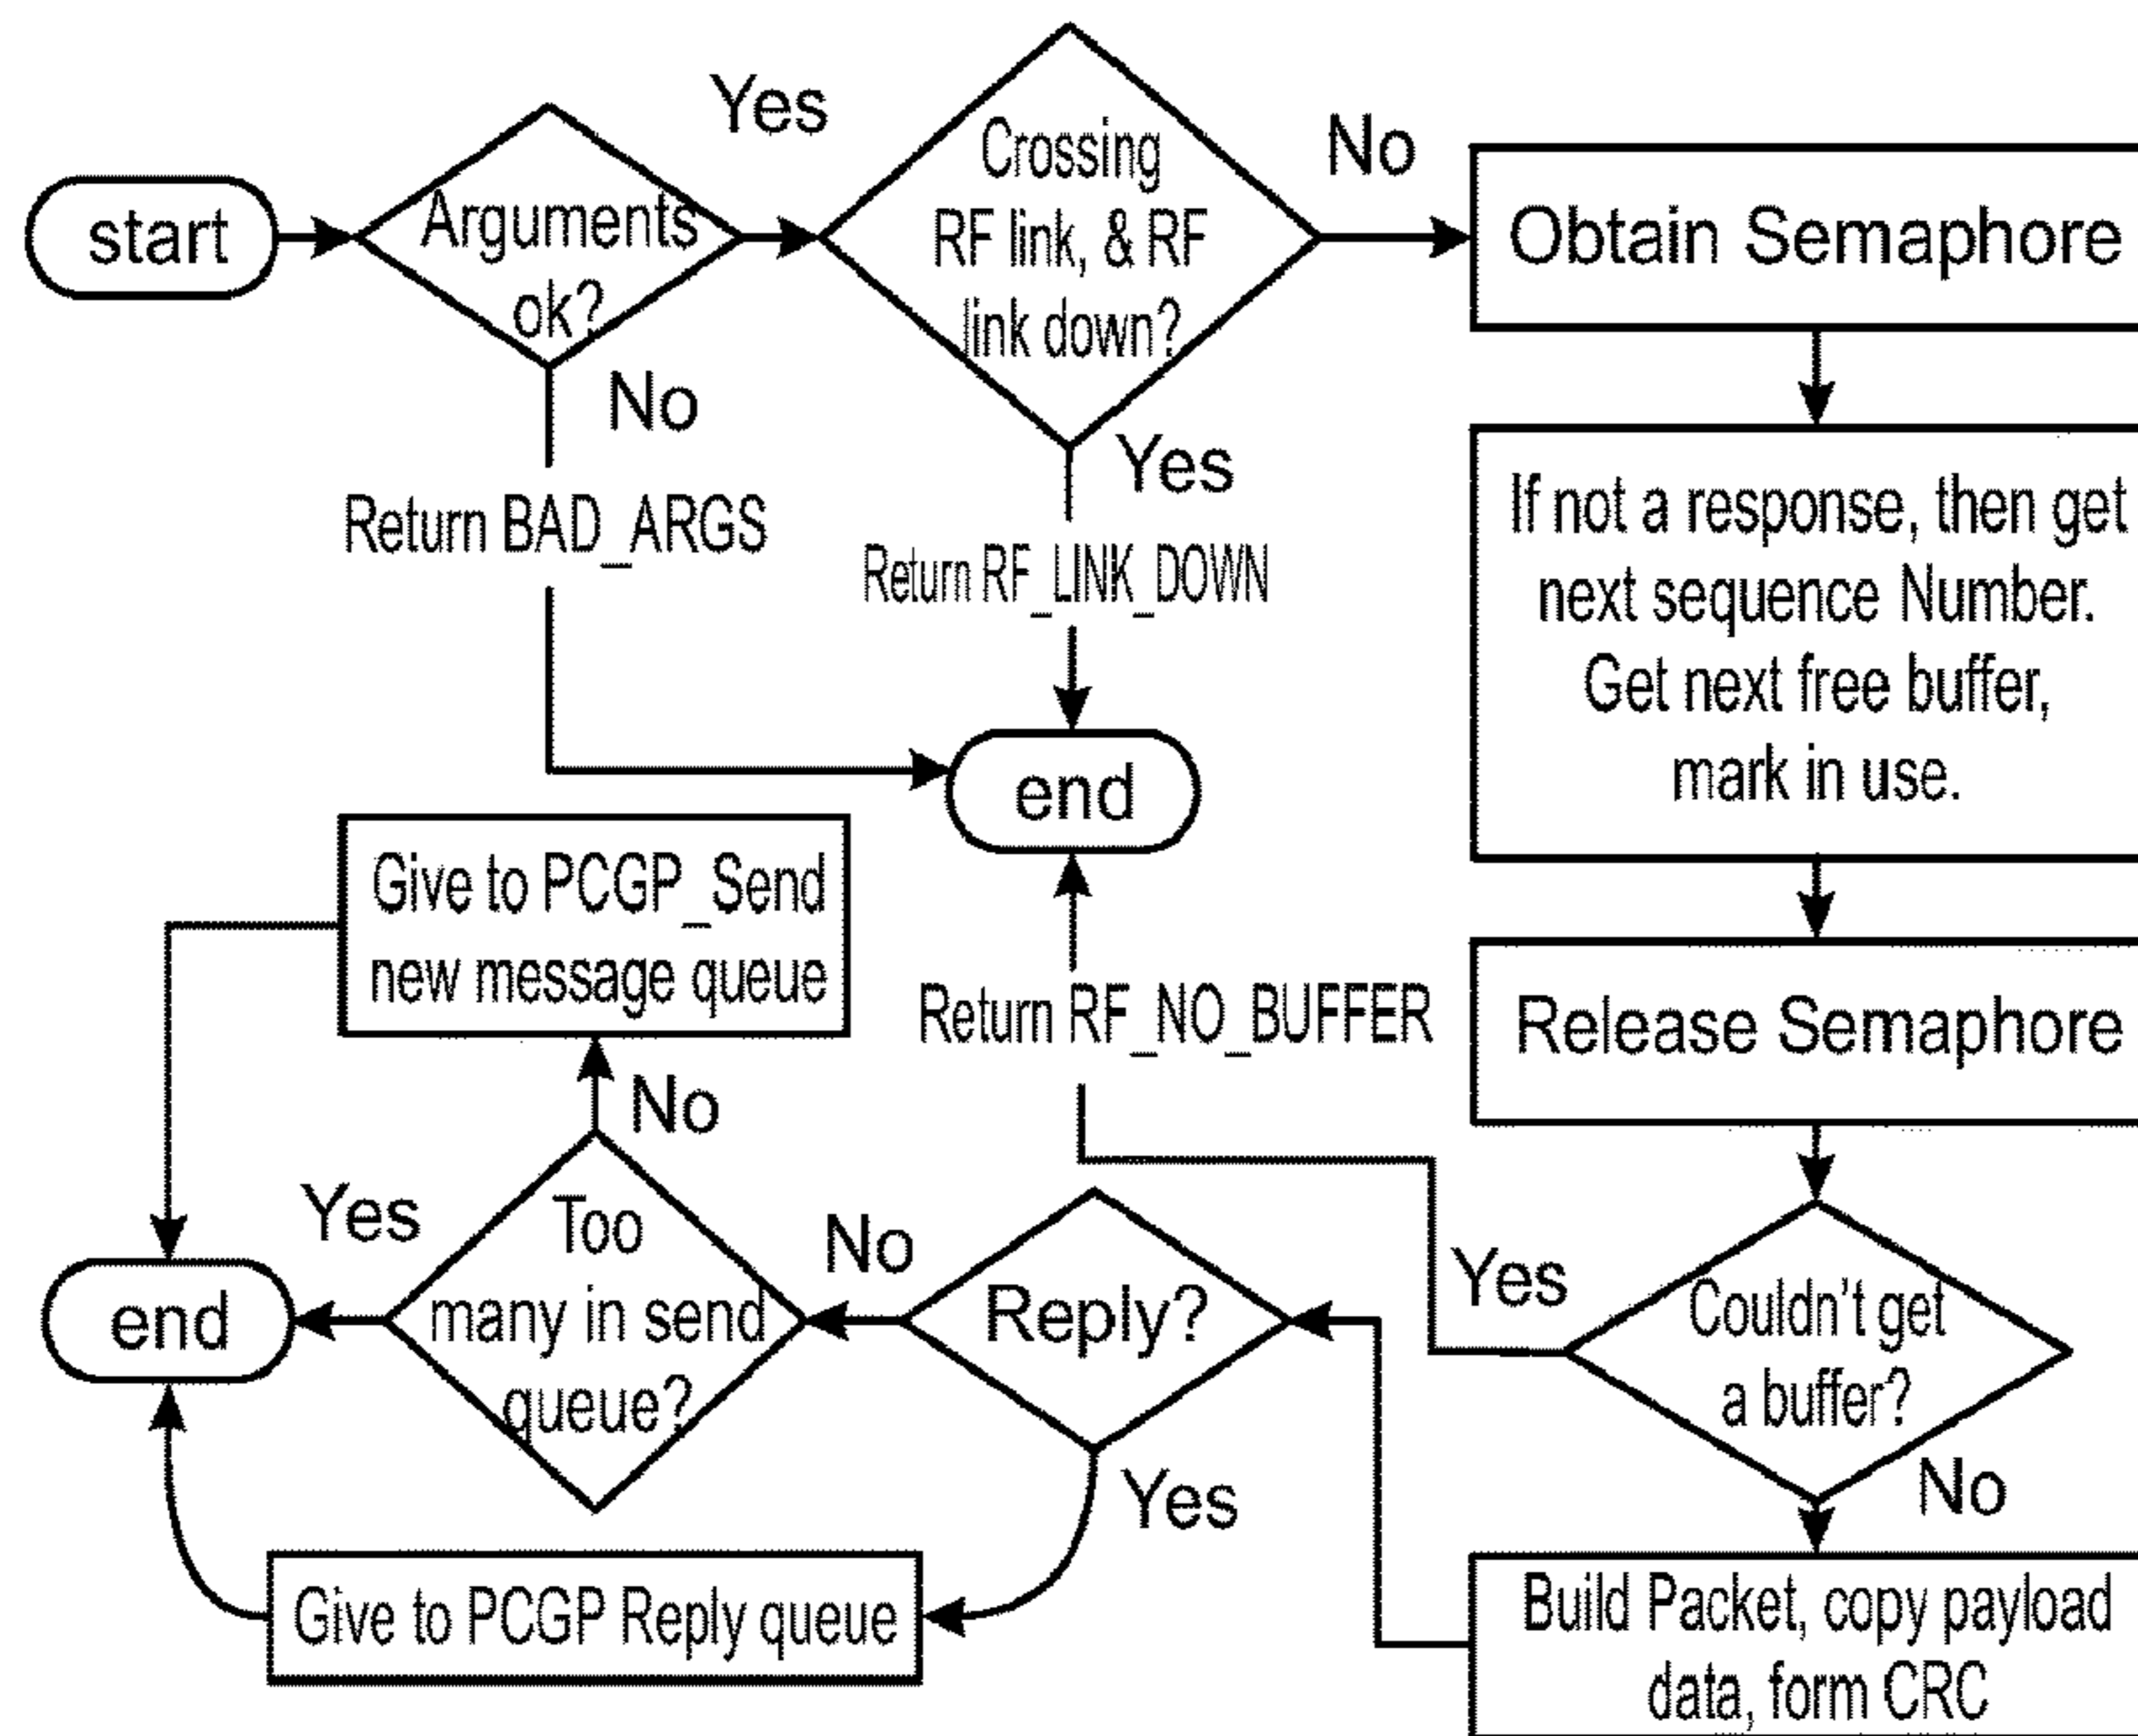 start
Arguments
ok?
Yes
No
Return BAD_ARGS
Crossing
RF link, & RF
link down?
No
Yes
Return RF_LINK_DOWN
end
Obtain Semaphore
If not a response, then get
next sequence Number.
Get next free buffer,
mark in use.
Release Semaphore
Couldn't get
a buffer?
Yes
Return RF_NO_BUFFER
No
Build Packet, copy payload
data, form CRC
Reply?
No
Yes
Give to PCGP Reply queue
Too
many in send
queue?
No
Give to PCGP_Send
new message queue
Yes
end